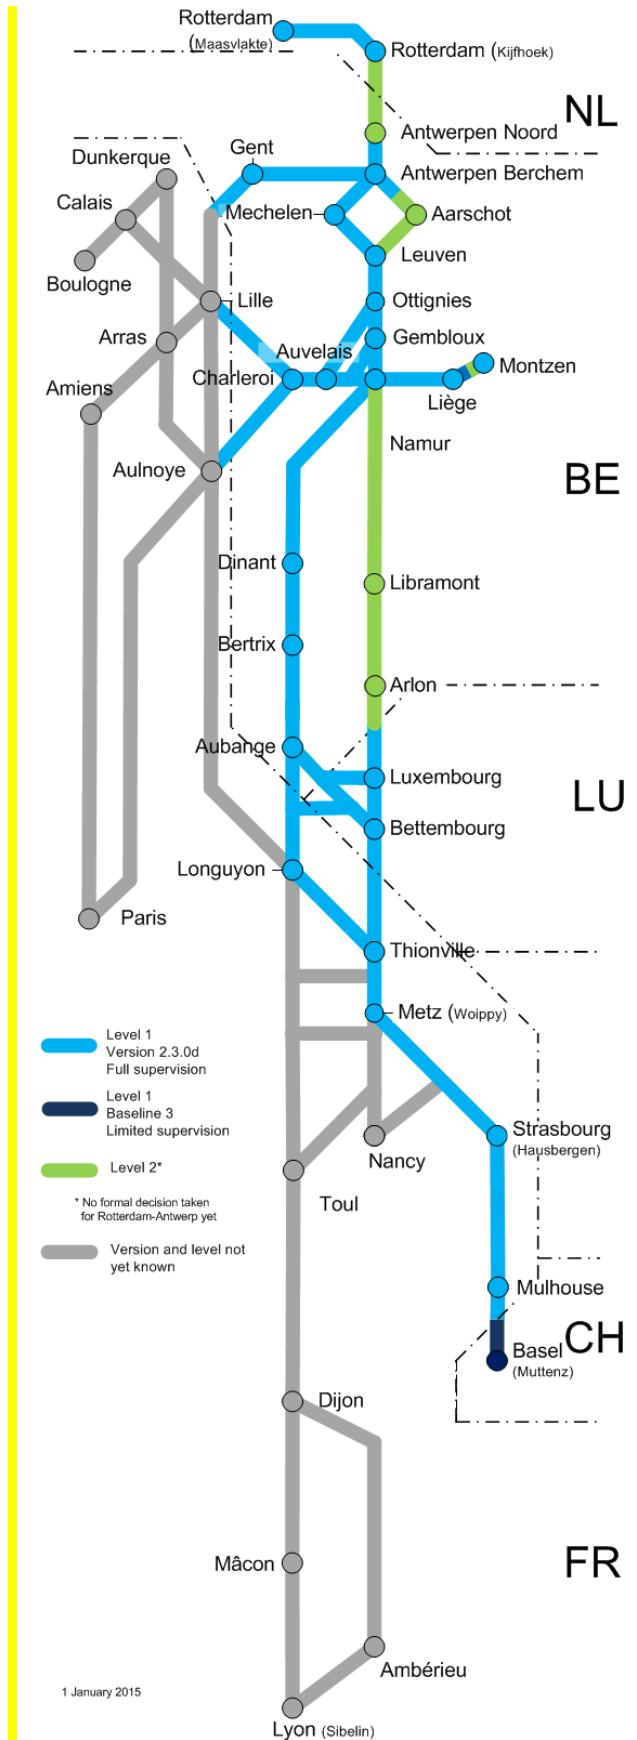 Rotterdam
(Maasvlakte)
Rotterdam (Kijfhoek)
NL
Antwerpen Noord
Gent
Dunkerque
Antwerpen Berchem
Calais
Mechelen
Aarschot
Leuven
Boulogne
Lille
Ottignies
Arras
Gembloux
Auvelais
Montzen
Charleroi
Liège
Amiens
Namur
Aulnoye
BE
Dinant
Libramont
Bertrix
Arlon
Aubange
Luxembourg
LU
Bettembourg
Longuyon
Paris
Thionville
Metz (Woippy)
Level 1
Version 2.3.0d
Full supervision
Level 1
Baseline 3
Limited supervision
Strasbourg
(Hausbergen)
Nancy
Level 2*
Toul
* No formal decision taken
for Rotterdam-Antwerp yet
Version and level not
yet known
Mulhouse
CH
Basel
(Muttenz)
Dijon
Mâcon
FR
Ambérieu
1 January 2015
Lyon (Sibelin)